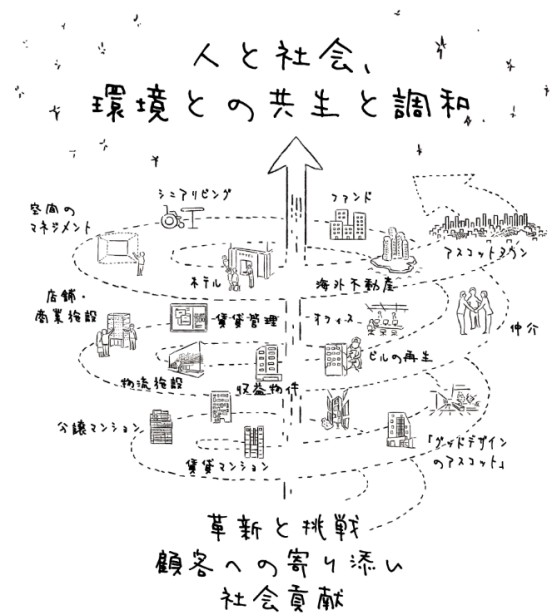 人と社会、
環境との共生と調和
シニアリビング
ファンド
空間の
マネジメント
アスコットタウン
ホテル
海外不動産
店舗・
商業施設
賃貸管理
オフィス
仲介
物流施設
収益物件
ビルの再生
分譲マンション
賃貸マンション
「グッドデザイン
のアスコット」
革新と挑戦
顧客への寄り添い
社会貢献